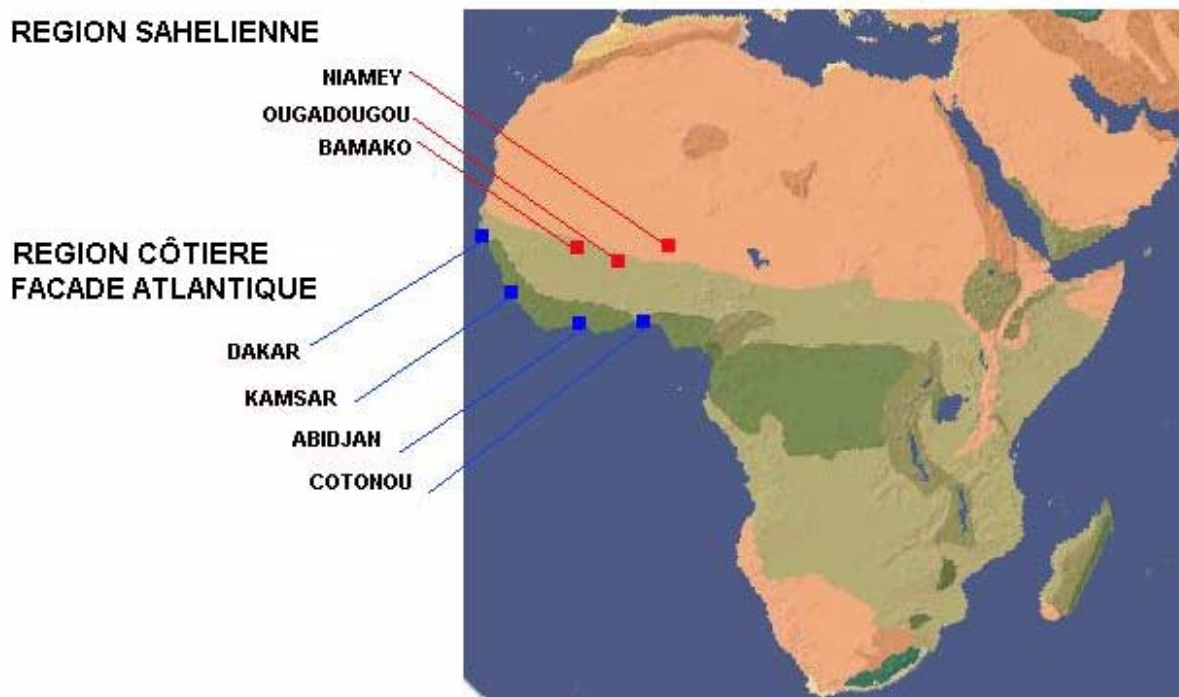 REGION SAHELIENNE
NIAMEY
OUGADOUGOU
BAMAKO
REGION CÔTIERE
FACADE ATLANTIQUE
DAKAR
KAMSAR
ABIDJAN
COTONOU